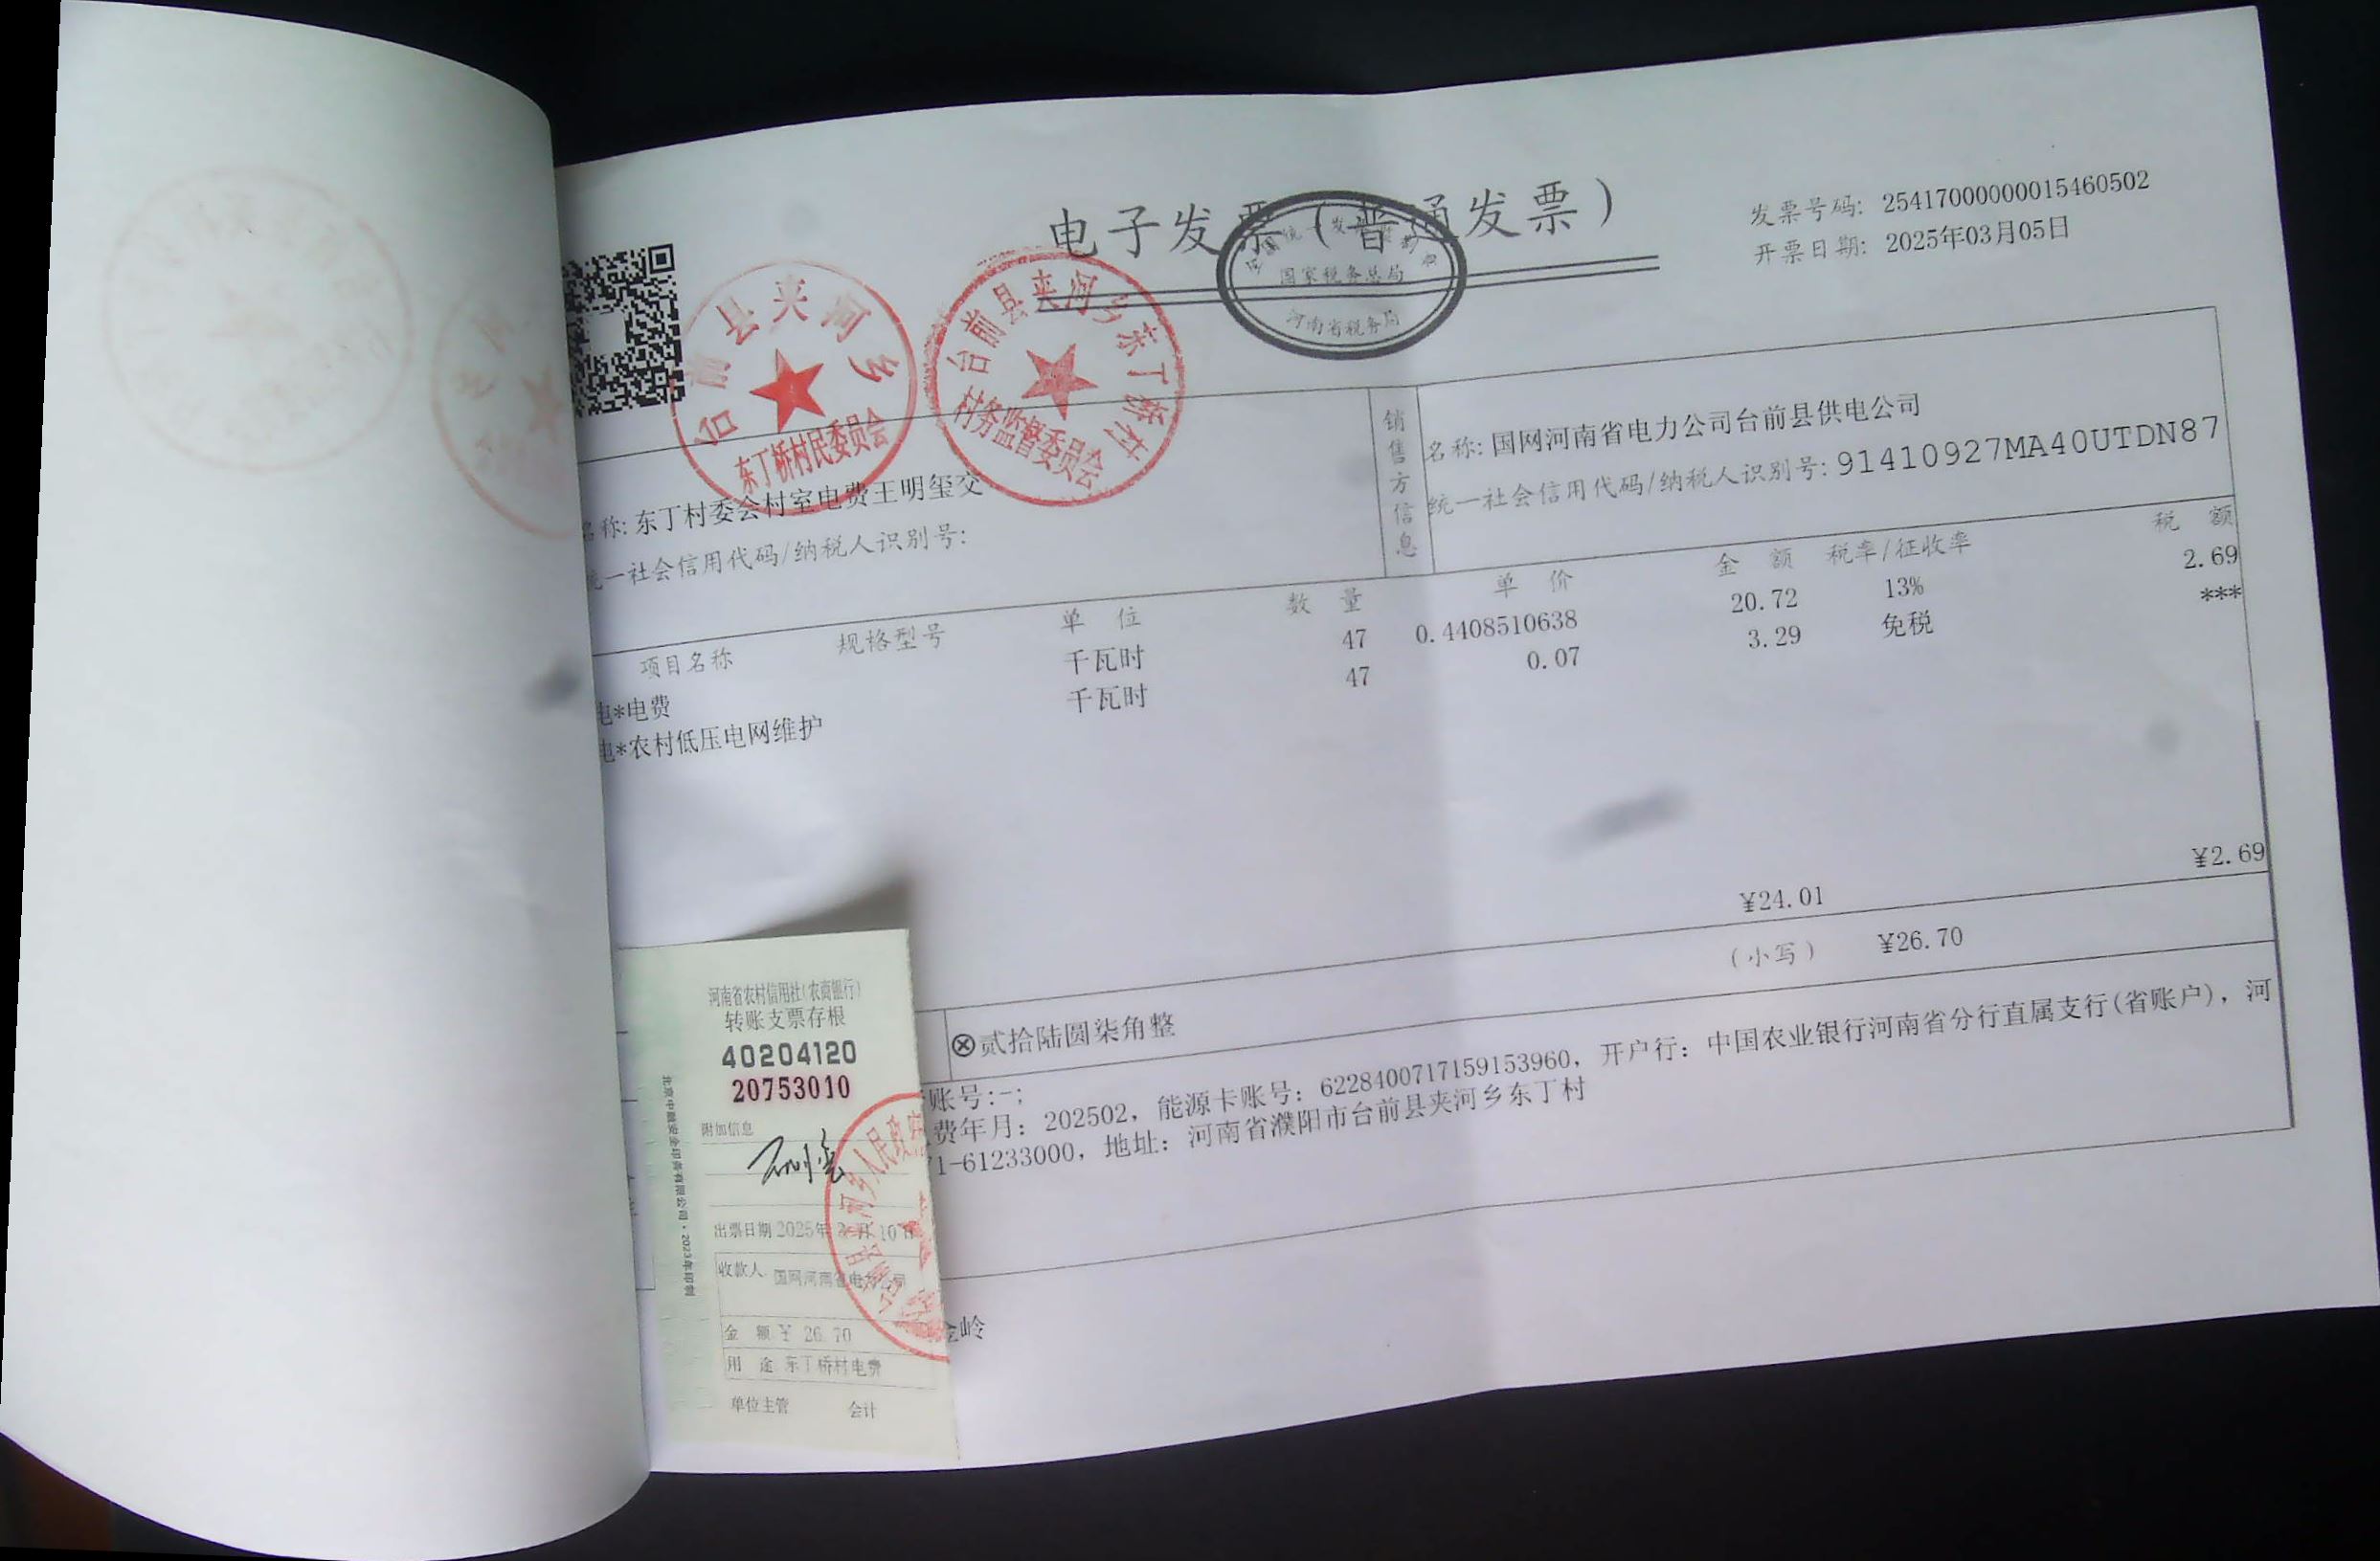 电子发票（普通发票）
发票号码: 25417000000015460502
开票日期: 2025年03月05日
国家税务总局
河南省税务局
县夹河乡
东丁桥村民委员会
台前县夹河乡东丁桥村
村务监督委员会
名称: 东丁村委会村室电费王明玺交
统一社会信用代码/纳税人识别号:
销售方信息
名称: 国网河南省电力公司台前县供电公司
统一社会信用代码/纳税人识别号: 91410927MA40UTDN87
项目名称 规格型号 单 位 数 量 单 价 金 额 税率/征收率 税 额
电*电费 千瓦时 47 0.4408510638 20.72 13% 2.69
电*农村低压电网维护 千瓦时 47 0.07 3.29 免税 ***
¥24.01 ¥2.69
ⓧ贰拾陆圆柒角整 （小写） ¥26.70
账号:-;
费年月: 202502, 能源卡账号: 6228400717159153960, 开户行: 中国农业银行河南省分行直属支行(省账户), 河
71-61233000, 地址: 河南省濮阳市台前县夹河乡东丁村
岭
河南省农村信用社(农商银行)
转账支票存根
40204120
20753010
附加信息
出票日期 2025年 月 10日
收款人 国网河南省电力公司
金 额 ¥ 26.70
用 途 东丁桥村电费
单位主管 会计